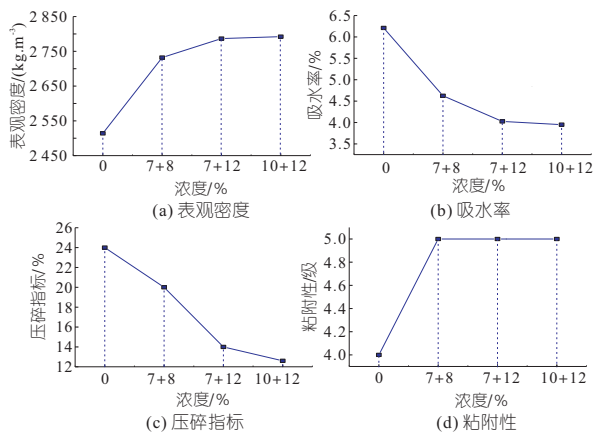 表观密度/(kg.m⁻³)
2 850
2 750
2 650
2 550
2 450
0 7+8 7+12 10+12
浓度/%
(a) 表观密度
吸水率/%
6.5
6.0
5.5
5.0
4.5
4.0
3.5
0 7+8 7+12 10+12
浓度/%
(b) 吸水率
压碎指标/%
26
24
22
20
18
16
14
12
0 7+8 7+12 10+12
浓度/%
(c) 压碎指标
粘附性/级
5.0
4.8
4.6
4.4
4.2
4.0
0 7+8 7+12 10+12
浓度/%
(d) 粘附性